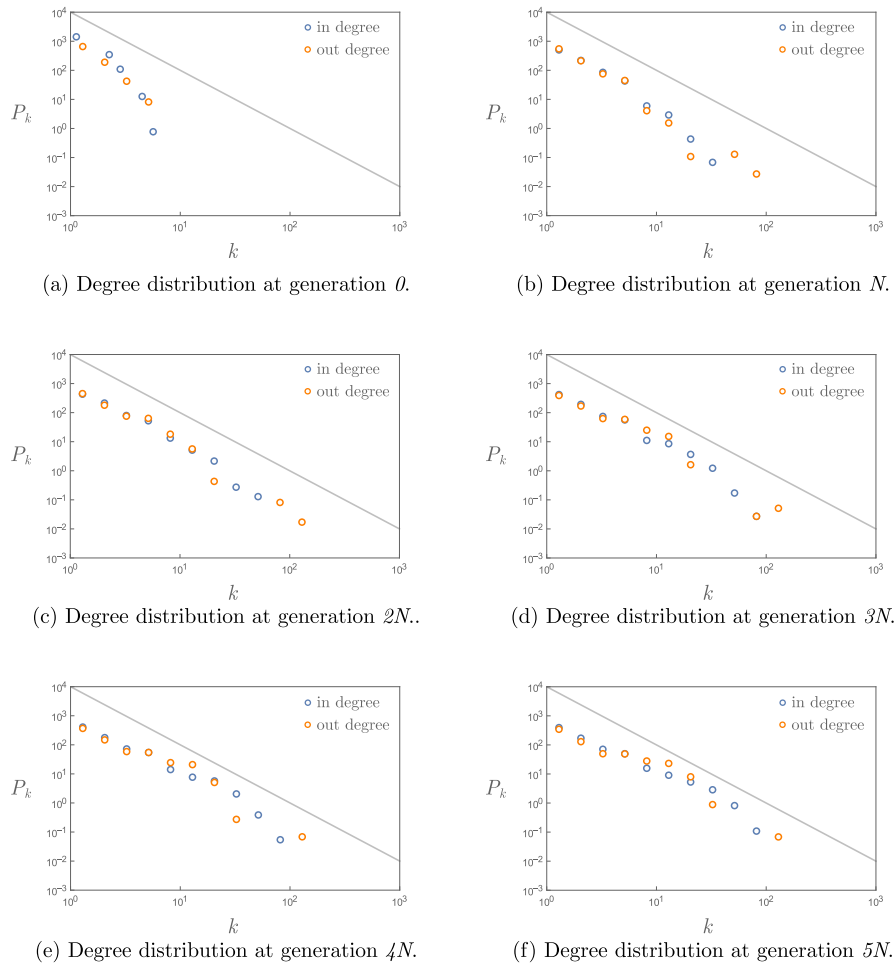 in degree
out degree
10^4
10^3
10^2
10^1
10^0
10^-1
10^-2
10^-3
P_k
10^0 10^1 10^2 10^3
k
(a) Degree distribution at generation 0.
in degree
out degree
10^4
10^3
10^2
10^1
10^0
10^-1
10^-2
10^-3
P_k
10^0 10^1 10^2 10^3
k
(b) Degree distribution at generation N.
in degree
out degree
10^4
10^3
10^2
10^1
10^0
10^-1
10^-2
10^-3
P_k
10^0 10^1 10^2 10^3
k
(c) Degree distribution at generation 2N..
in degree
out degree
10^4
10^3
10^2
10^1
10^0
10^-1
10^-2
10^-3
P_k
10^0 10^1 10^2 10^3
k
(d) Degree distribution at generation 3N.
in degree
out degree
10^4
10^3
10^2
10^1
10^0
10^-1
10^-2
10^-3
P_k
10^0 10^1 10^2 10^3
k
(e) Degree distribution at generation 4N.
in degree
out degree
10^4
10^3
10^2
10^1
10^0
10^-1
10^-2
10^-3
P_k
10^0 10^1 10^2 10^3
k
(f) Degree distribution at generation 5N.